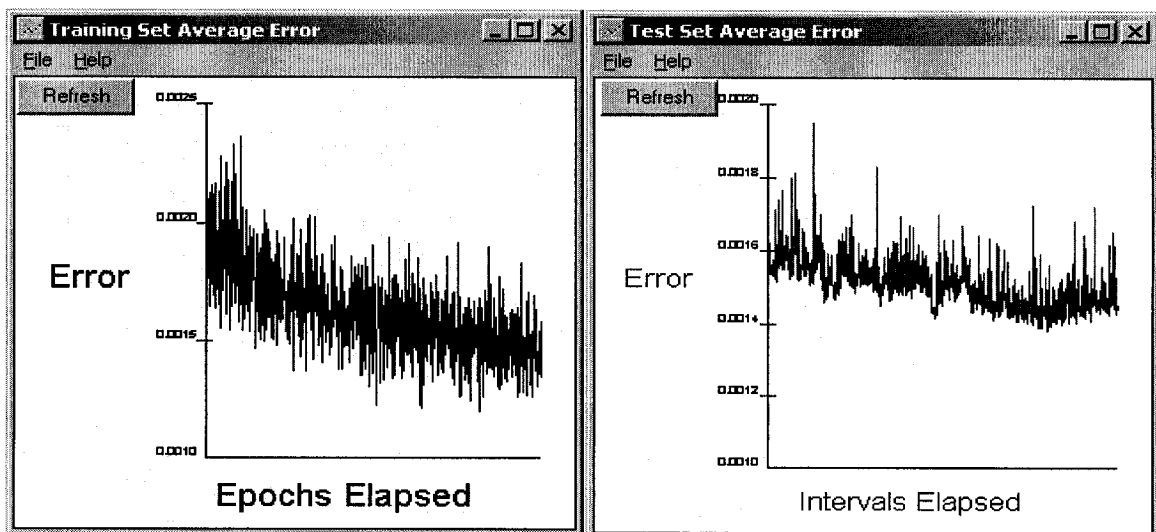 Training Set Average Error
File Help
Refresh
0.0025
0.0020
Error
0.0015
0.0010
Epochs Elapsed
Test Set Average Error
File Help
Refresh
0.0020
0.0018
0.0016
Error
0.0014
0.0012
0.0010
Intervals Elapsed